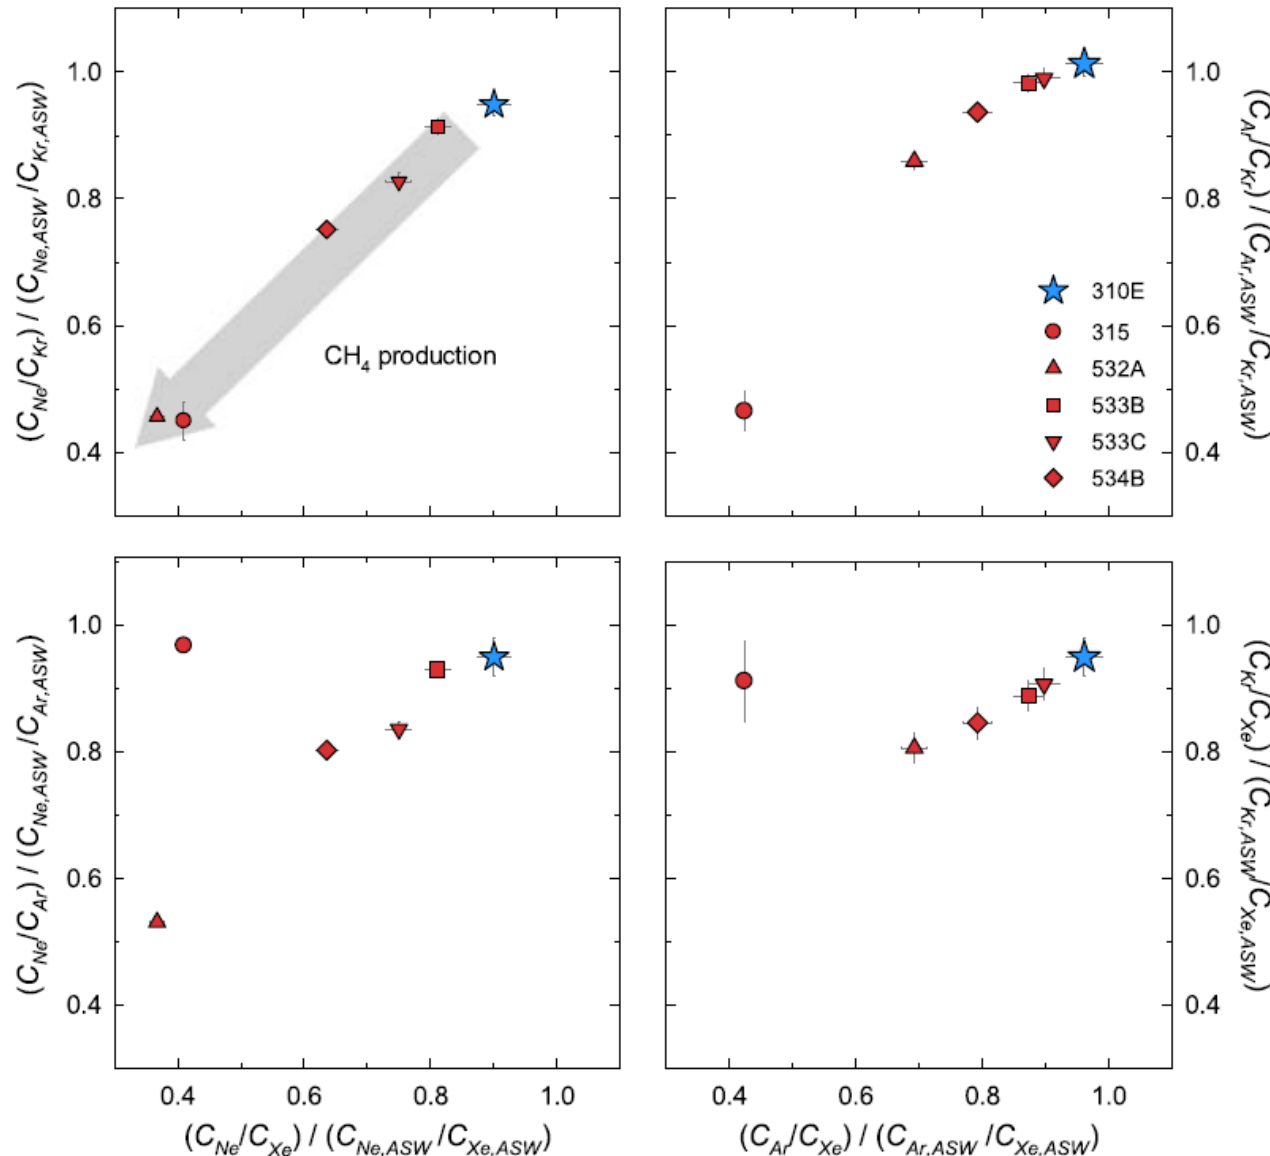 (C_Ne/C_Kr) / (C_Ne,ASW /C_Kr,ASW)
1.0
0.8
0.6
0.4
CH₄ production
1.0
0.8
0.6
0.4
(C_Ar/C_Kr) / (C_Ar,ASW /C_Kr,ASW)
310E
315
532A
533B
533C
534B
(C_Ne/C_Ar) / (C_Ne,ASW /C_Ar,ASW)
1.0
0.8
0.6
0.4
0.4 0.6 0.8 1.0
(C_Ne/C_Xe) / (C_Ne,ASW /C_Xe,ASW)
1.0
0.8
0.6
0.4
(C_Kr/C_Xe) / (C_Kr,ASW/C_Xe,ASW)
0.4 0.6 0.8 1.0
(C_Ar/C_Xe) / (C_Ar,ASW /C_Xe,ASW)